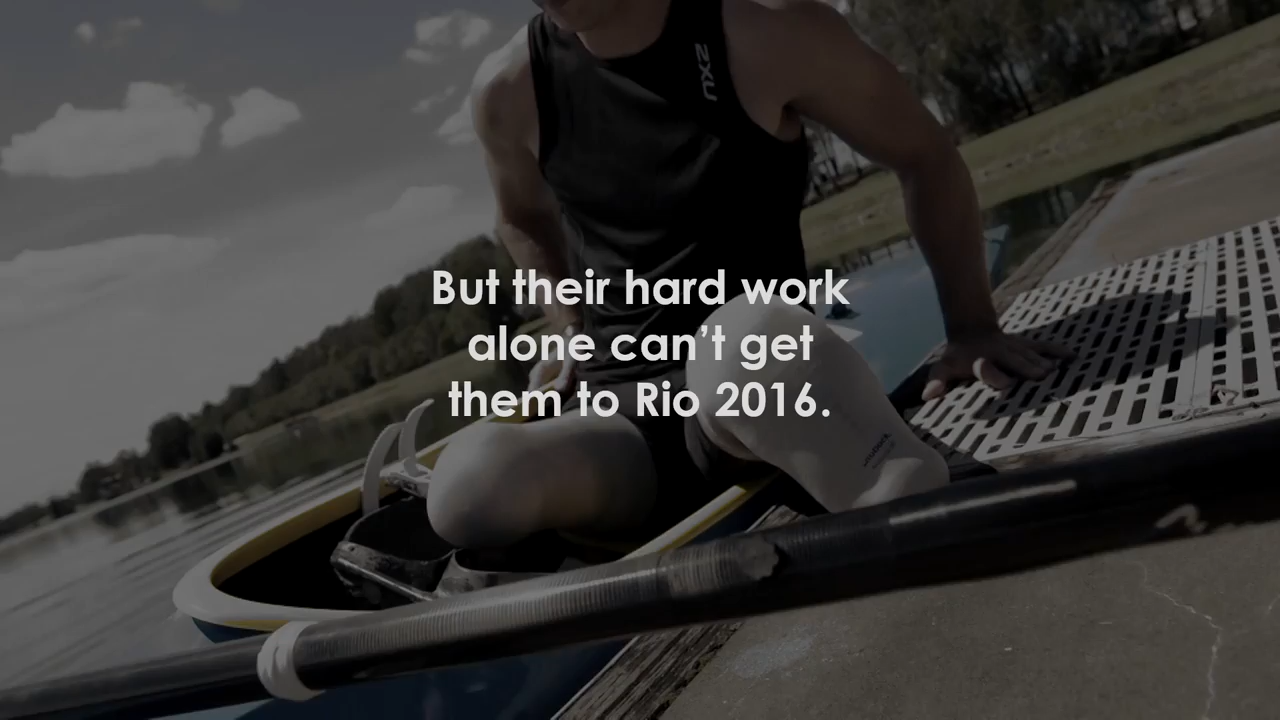 2XU
But their hard work
alone can’t get
them to Rio 2016.